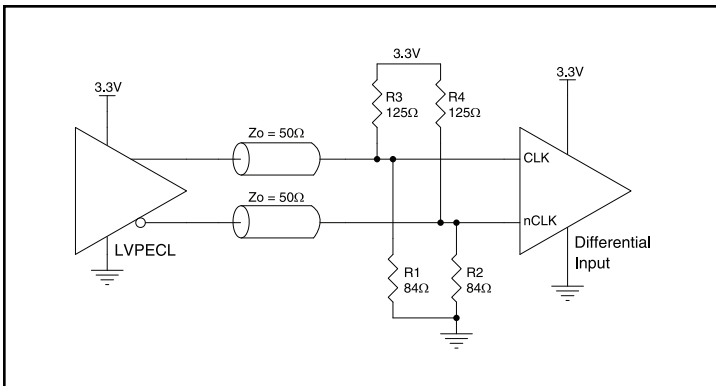 3.3V
3.3V
3.3V
R3
125Ω
R4
125Ω
Zo = 50Ω
CLK
Zo = 50Ω
nCLK
LVPECL
Differential
Input
R1
84Ω
R2
84Ω